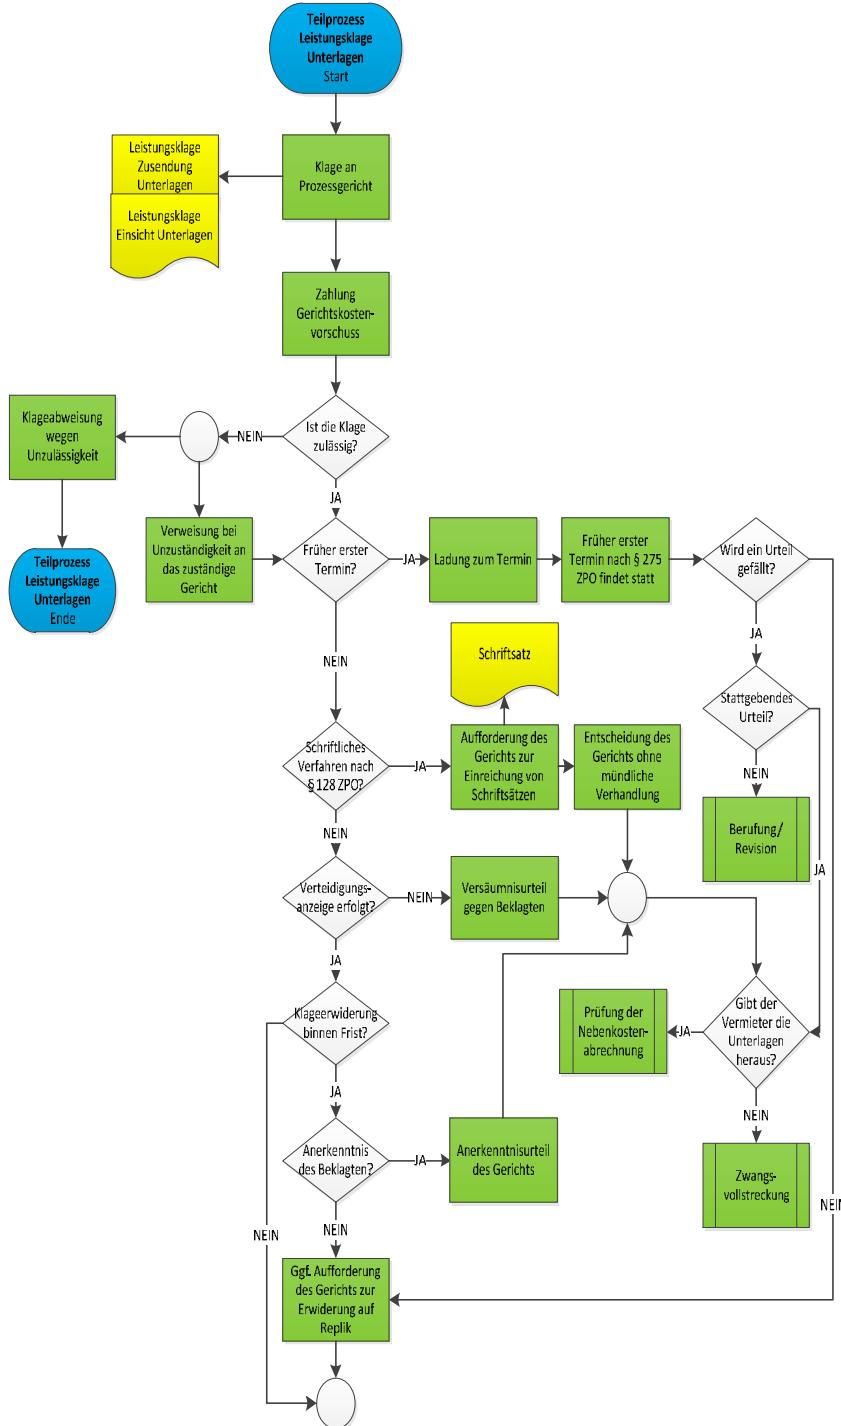 Teilprozess
Leistungsklage
Unterlagen
Start
Leistungsklage
Zusendung
Unterlagen
Leistungsklage
Einsicht Unterlagen
Klage an
Prozessgericht
Zahlung
Gerichtskosten-
vorschuss
Klageabweisung
wegen
Unzulässigkeit
NEIN
Ist die Klage
zulässig?
JA
Teilprozess
Leistungsklage
Unterlagen
Ende
Verweisung bei
Unzuständigkeit an
das zuständige
Gericht
Früher erster
Termin?
JA
Ladung zum Termin
Früher erster
Termin nach § 275
ZPO findet statt
Wird ein Urteil
gefällt?
JA
NEIN
Schriftsatz
Stattgebendes
Urteil?
Schriftliches
Verfahren nach
§ 128 ZPO?
JA
Aufforderung des
Gerichts zur
Einreichung von
Schriftsätzen
Entscheidung des
Gerichts ohne
mündliche
Verhandlung
NEIN
Berufung/
Revision
JA
NEIN
Verteidigungs-
anzeige erfolgt?
NEIN
Versäumnisurteil
gegen Beklagten
JA
Klageerwiderung
binnen Frist?
Prüfung der
Nebenkosten-
abrechnung
JA
Gibt der
Vermieter die
Unterlagen
heraus?
JA
NEIN
Anerkenntnis
des Beklagten?
JA
Anerkenntnisurteil
des Gerichts
Zwangs-
vollstreckung
NEIN
NEIN
NEIN
Ggf. Aufforderung
des Gerichts zur
Erwiderung auf
Replik